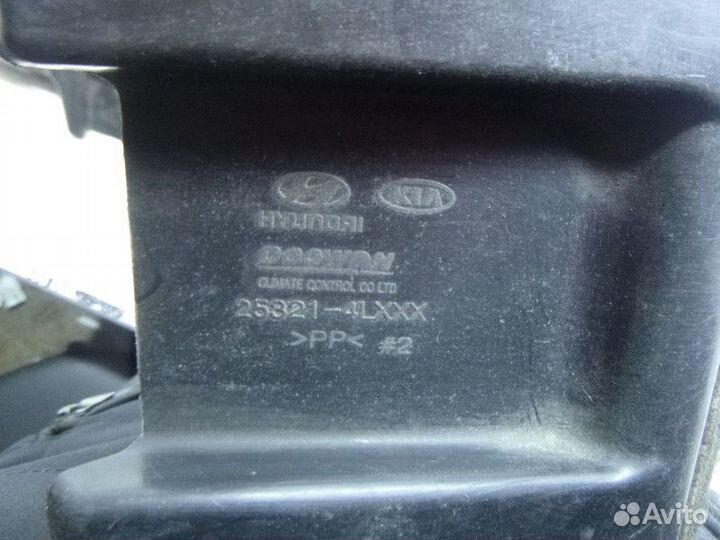 KIA
HYUNDAI
DOOWON
CLIMATE CONTROL CO LTD
25321-4LXXX
>PP< #2
Avito